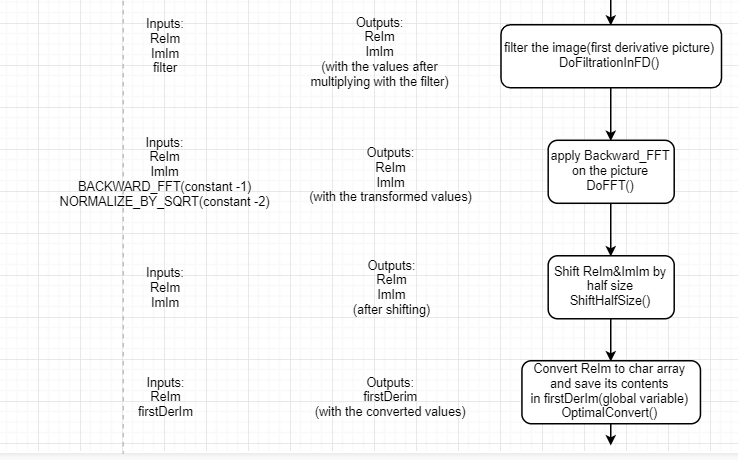 Inputs:
ReIm
ImIm
filter
Outputs:
ReIm
ImIm
(with the values after
multiplying with the filter)
filter the image(first derivative picture)
DoFiltrationInFD()
Inputs:
ReIm
ImIm
BACKWARD_FFT(constant -1)
NORMALIZE_BY_SQRT(constant -2)
Outputs:
ReIm
ImIm
(with the transformed values)
apply Backward_FFT
on the picture
DoFFT()
Inputs:
ReIm
ImIm
Outputs:
ReIm
ImIm
(after shifting)
Shift ReIm&ImIm by
half size
ShiftHalfSize()
Inputs:
ReIm
firstDerIm
Outputs:
firstDerim
(with the converted values)
Convert ReIm to char array
and save its contents
in firstDerIm(global variable)
OptimalConvert()